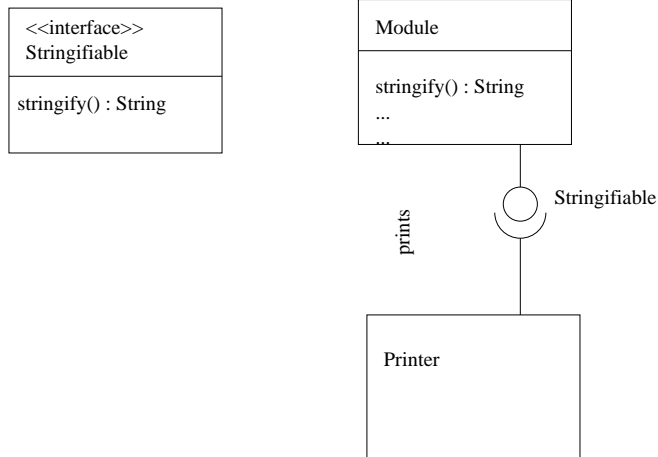 <<interface>>
Stringifiable
stringify() : String
Module
stringify() : String
...
...
Stringifiable
prints
Printer